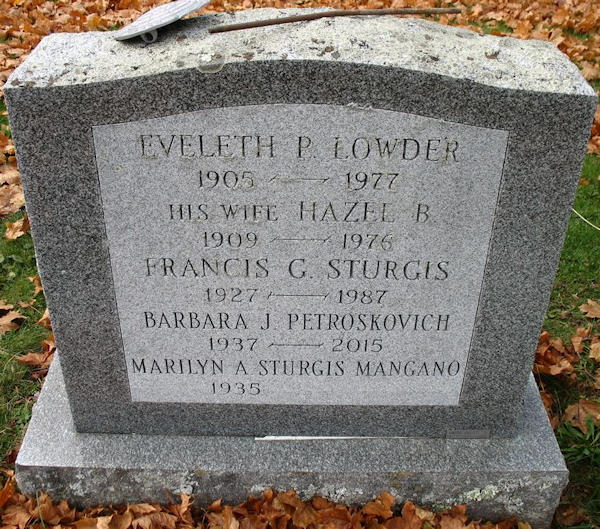 EVELETH P. LOWDER
1905 — 1977
HIS WIFE HAZEL B.
1909 — 1976
FRANCIS G. STURGIS
1927 — 1987
BARBARA J. PETROSKOVICH
1937 — 2015
MARILYN A STURGIS MANGANO
1935